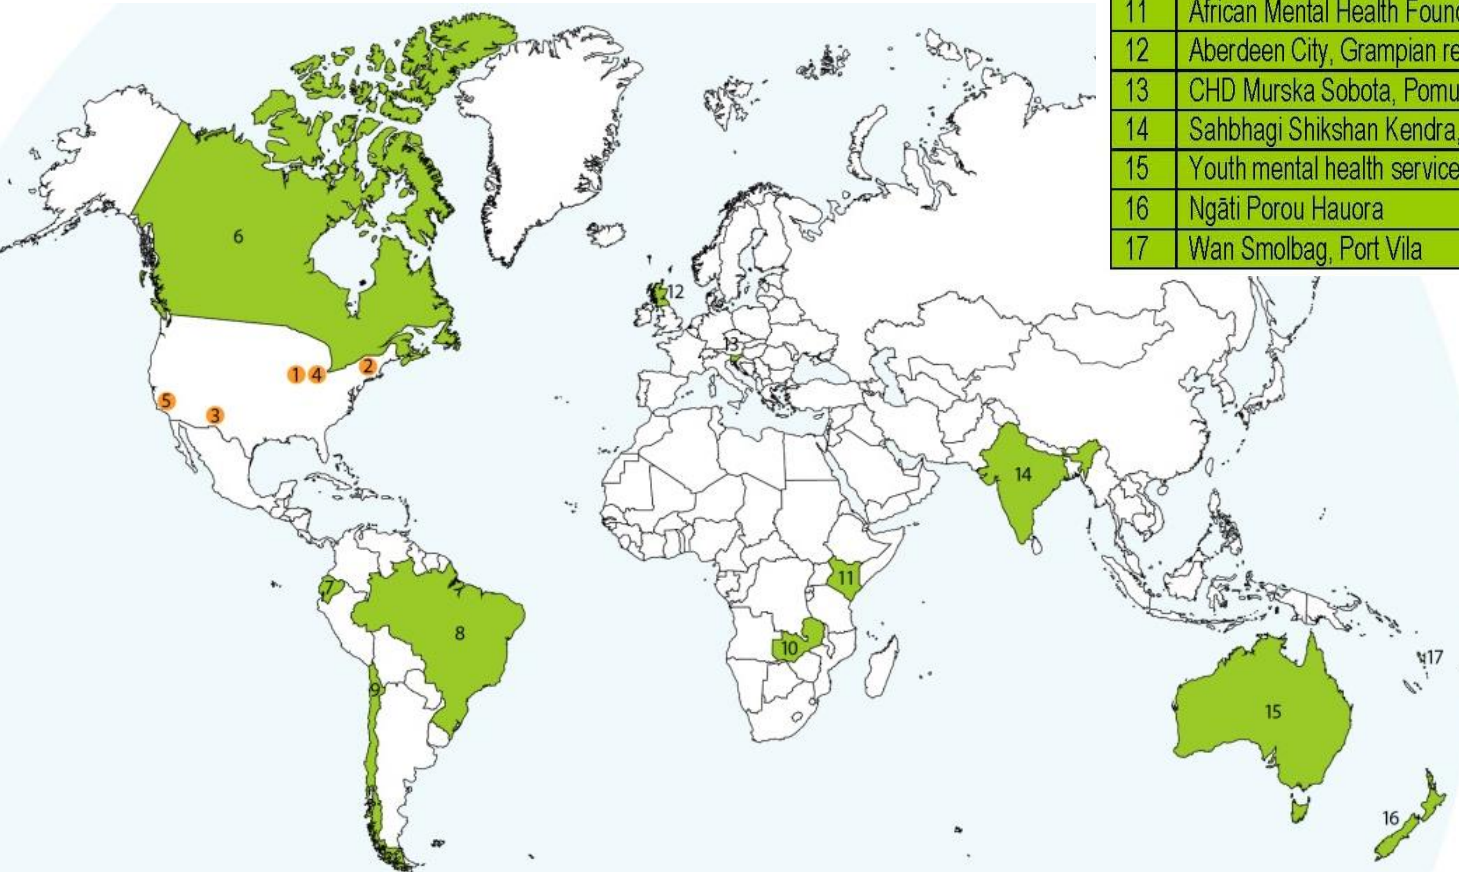 11 African Mental Health Found
12 Aberdeen City, Grampian re
13 CHD Murska Sobota, Pomu
14 Sahbhagi Shikshan Kendra,
15 Youth mental health service
16 Ngāti Porou Hauora
17 Wan Smolbag, Port Vila
6
12
13
1 4 2
5 3
14
7 11
8 10
17
9
15
16